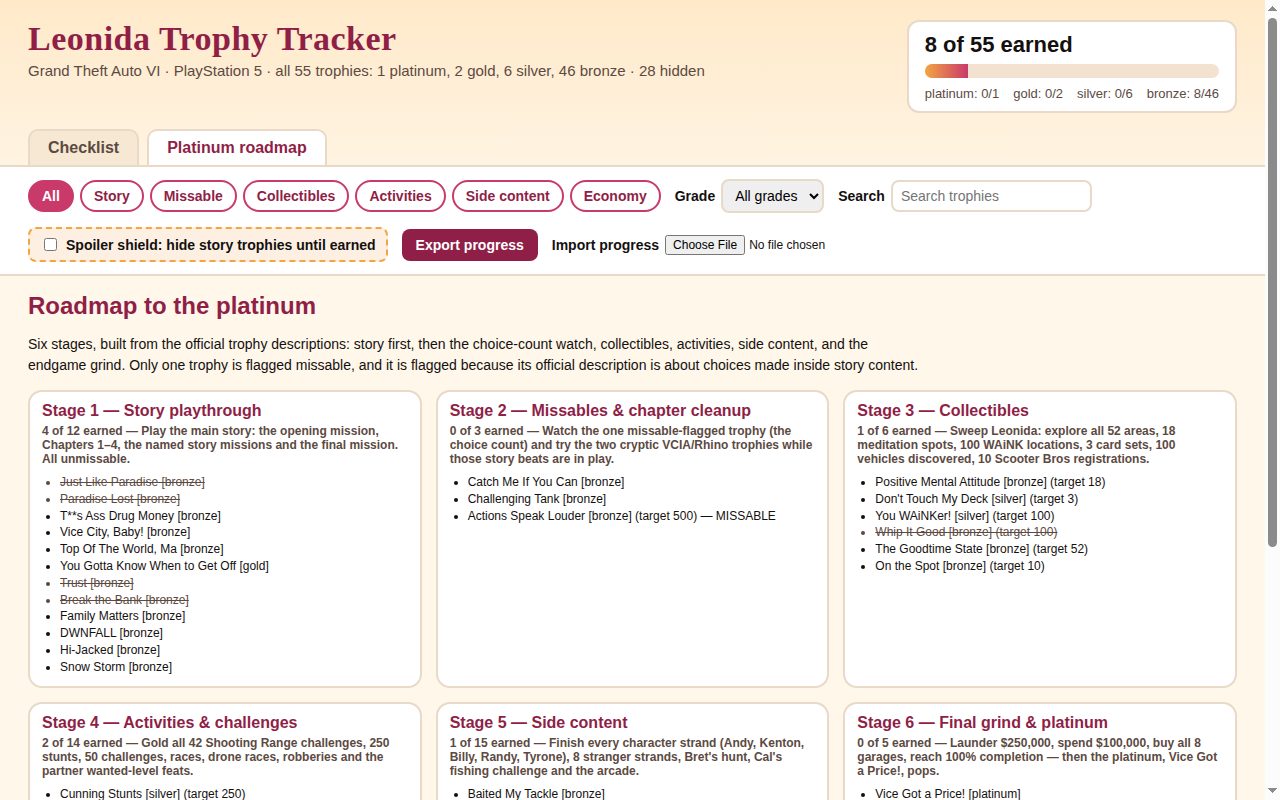 Leonida Trophy Tracker
Grand Theft Auto VI · PlayStation 5 · all 55 trophies: 1 platinum, 2 gold, 6 silver, 46 bronze · 28 hidden
8 of 55 earned
platinum: 0/1 gold: 0/2 silver: 0/6 bronze: 8/46
Checklist
Platinum roadmap
All
Story
Missable
Collectibles
Activities
Side content
Economy
Grade
All grades
Search
Search trophies
Spoiler shield: hide story trophies until earned
Export progress
Import progress
Choose File
No file chosen
Roadmap to the platinum
Six stages, built from the official trophy descriptions: story first, then the choice-count watch, collectibles, activities, side content, and the
endgame grind. Only one trophy is flagged missable, and it is flagged because its official description is about choices made inside story content.
Stage 1 — Story playthrough
4 of 12 earned — Play the main story: the opening mission,
Chapters 1–4, the named story missions and the final mission.
All unmissable.
Just Like Paradise [bronze]
Paradise Lost [bronze]
T**s Ass Drug Money [bronze]
Vice City, Baby! [bronze]
Top Of The World, Ma [bronze]
You Gotta Know When to Get Off [gold]
Trust [bronze]
Break the Bank [bronze]
Family Matters [bronze]
DWNFALL [bronze]
Hi-Jacked [bronze]
Snow Storm [bronze]
Stage 2 — Missables & chapter cleanup
0 of 3 earned — Watch the one missable-flagged trophy (the
choice count) and try the two cryptic VCIA/Rhino trophies while
those story beats are in play.
Catch Me If You Can [bronze]
Challenging Tank [bronze]
Actions Speak Louder [bronze] (target 500) — MISSABLE
Stage 3 — Collectibles
1 of 6 earned — Sweep Leonida: explore all 52 areas, 18
meditation spots, 100 WAiNK locations, 3 card sets, 100
vehicles discovered, 10 Scooter Bros registrations.
Positive Mental Attitude [bronze] (target 18)
Don't Touch My Deck [silver] (target 3)
You WAiNKer! [silver] (target 100)
Whip It Good [bronze] (target 100)
The Goodtime State [bronze] (target 52)
On the Spot [bronze] (target 10)
Stage 4 — Activities & challenges
2 of 14 earned — Gold all 42 Shooting Range challenges, 250
stunts, 50 challenges, races, drone races, robberies and the
partner wanted-level feats.
Cunning Stunts [silver] (target 250)
Stage 5 — Side content
1 of 15 earned — Finish every character strand (Andy, Kenton,
Billy, Randy, Tyrone), 8 stranger strands, Bret's hunt, Cal's
fishing challenge and the arcade.
Baited My Tackle [bronze]
Stage 6 — Final grind & platinum
0 of 5 earned — Launder $250,000, spend $100,000, buy all 8
garages, reach 100% completion — then the platinum, Vice Got
a Price!, pops.
Vice Got a Price! [platinum]